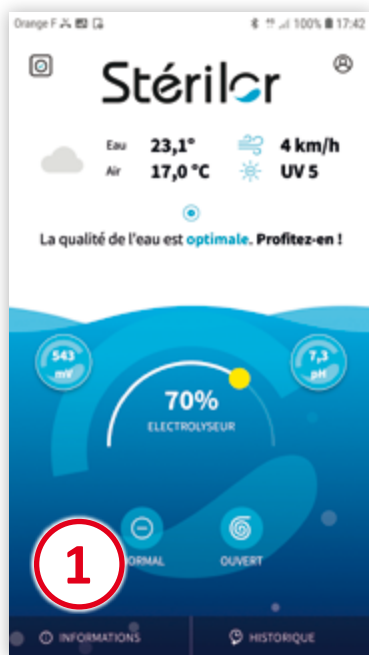 Orange F 100% 17:42
Stérilor
Eau 23,1° 4 km/h
Air 17,0 °C UV 5
La qualité de l'eau est optimale. Profitez-en !
543 mV
7,3 pH
70%
ELECTROLYSEUR
1
ORMAL OUVERT
INFORMATIONS HISTORIQUE